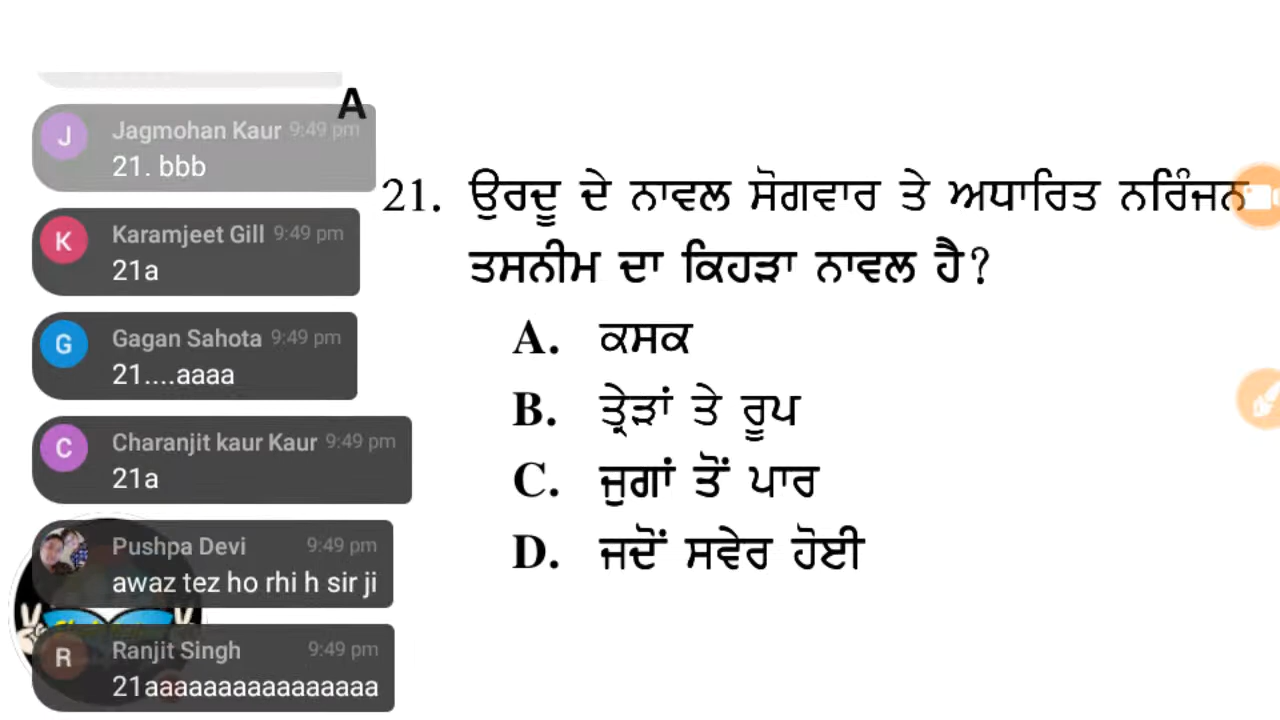 A
J
Jagmohan Kaur 9:49 pm
21. bbb
K
Karamjeet Gill 9:49 pm
21a
G
Gagan Sahota 9:49 pm
21....aaaa
C
Charanjit kaur Kaur 9:49 pm
21a
Pushpa Devi 9:49 pm
awaz tez ho rhi h sir ji
R
Ranjit Singh 9:49 pm
21aaaaaaaaaaaaaaaa
21. ਉਰਦੂ ਦੇ ਨਾਵਲ ਸੋਗਵਾਰ ਤੇ ਅਧਾਰਿਤ ਨਰਿੰਜਨ
ਤਸਨੀਮ ਦਾ ਕਿਹੜਾ ਨਾਵਲ ਹੈ?
A. ਕਸਕ
B. ਤ੍ਰੇੜਾਂ ਤੇ ਰੂਪ
C. ਜੁਗਾਂ ਤੋਂ ਪਾਰ
D. ਜਦੋਂ ਸਵੇਰ ਹੋਈ